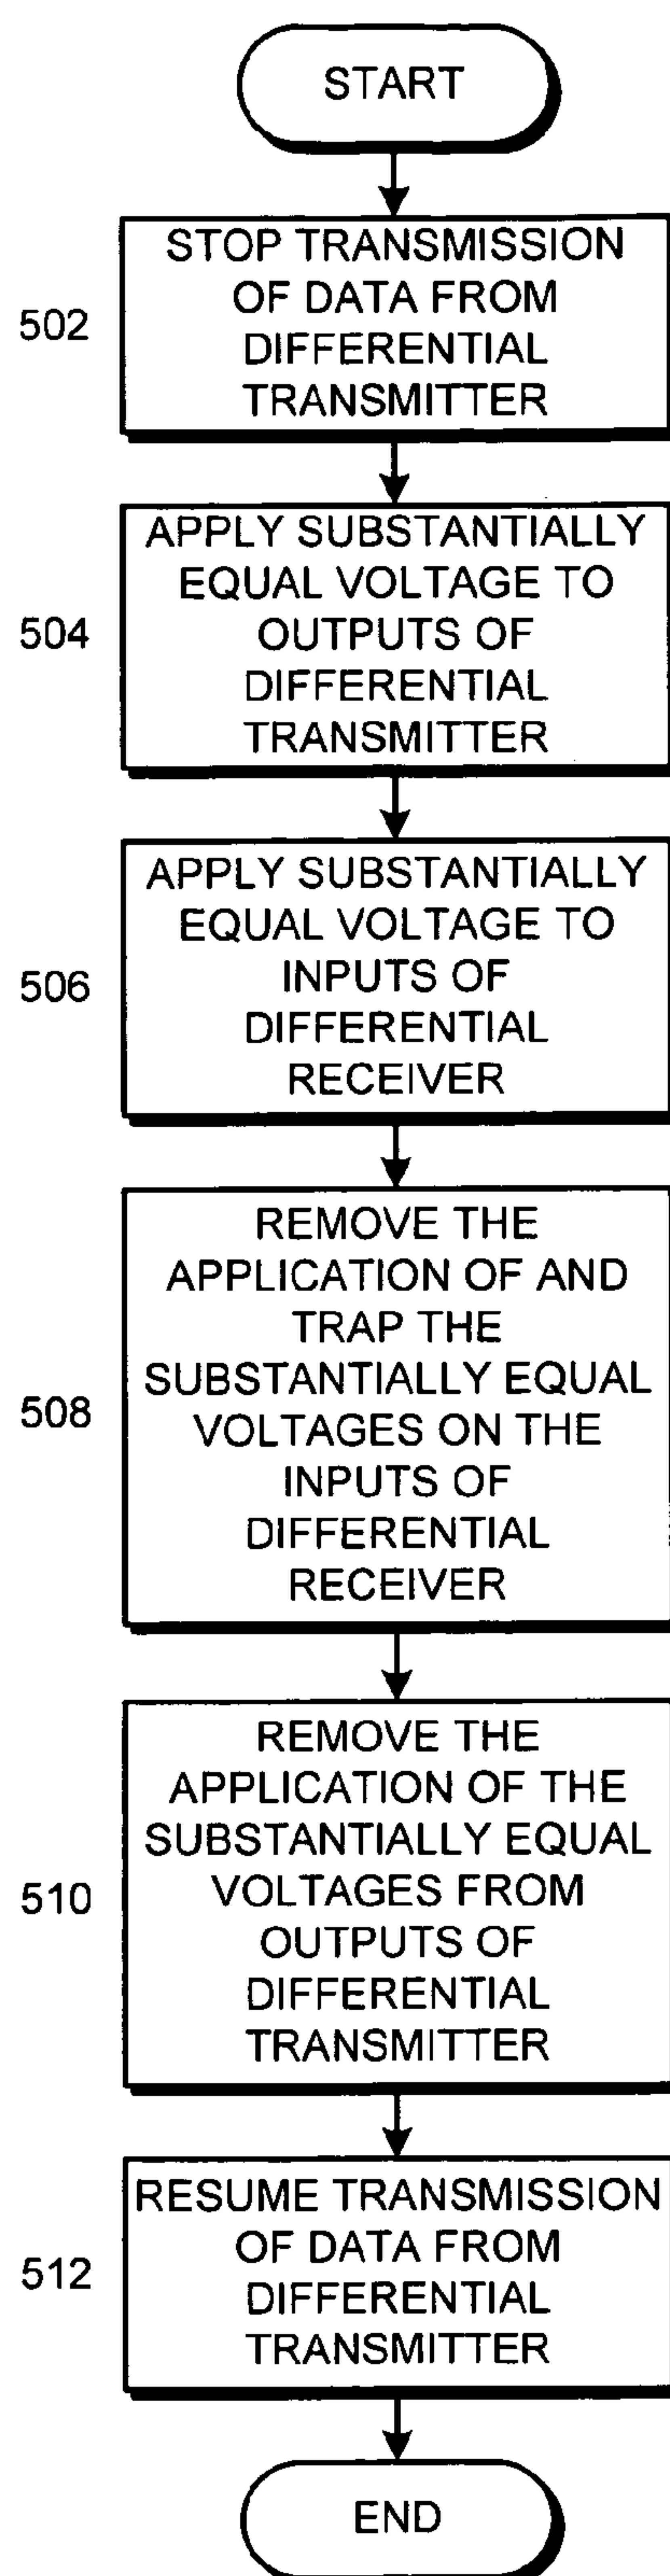 START
STOP TRANSMISSION
OF DATA FROM
502
DIFFERENTIAL
TRANSMITTER
APPLY SUBSTANTIALLY
EQUAL VOLTAGE TO
504
OUTPUTS OF
DIFFERENTIAL
TRANSMITTER
APPLY SUBSTANTIALLY
EQUAL VOLTAGE TO
506
INPUTS OF
DIFFERENTIAL
RECEIVER
REMOVE THE
APPLICATION OF AND
TRAP THE
SUBSTANTIALLY EQUAL
508
VOLTAGES ON THE
INPUTS OF
DIFFERENTIAL
RECEIVER
REMOVE THE
APPLICATION OF THE
SUBSTANTIALLY EQUAL
510
VOLTAGES FROM
OUTPUTS OF
DIFFERENTIAL
TRANSMITTER
RESUME TRANSMISSION
OF DATA FROM
512
DIFFERENTIAL
TRANSMITTER
END